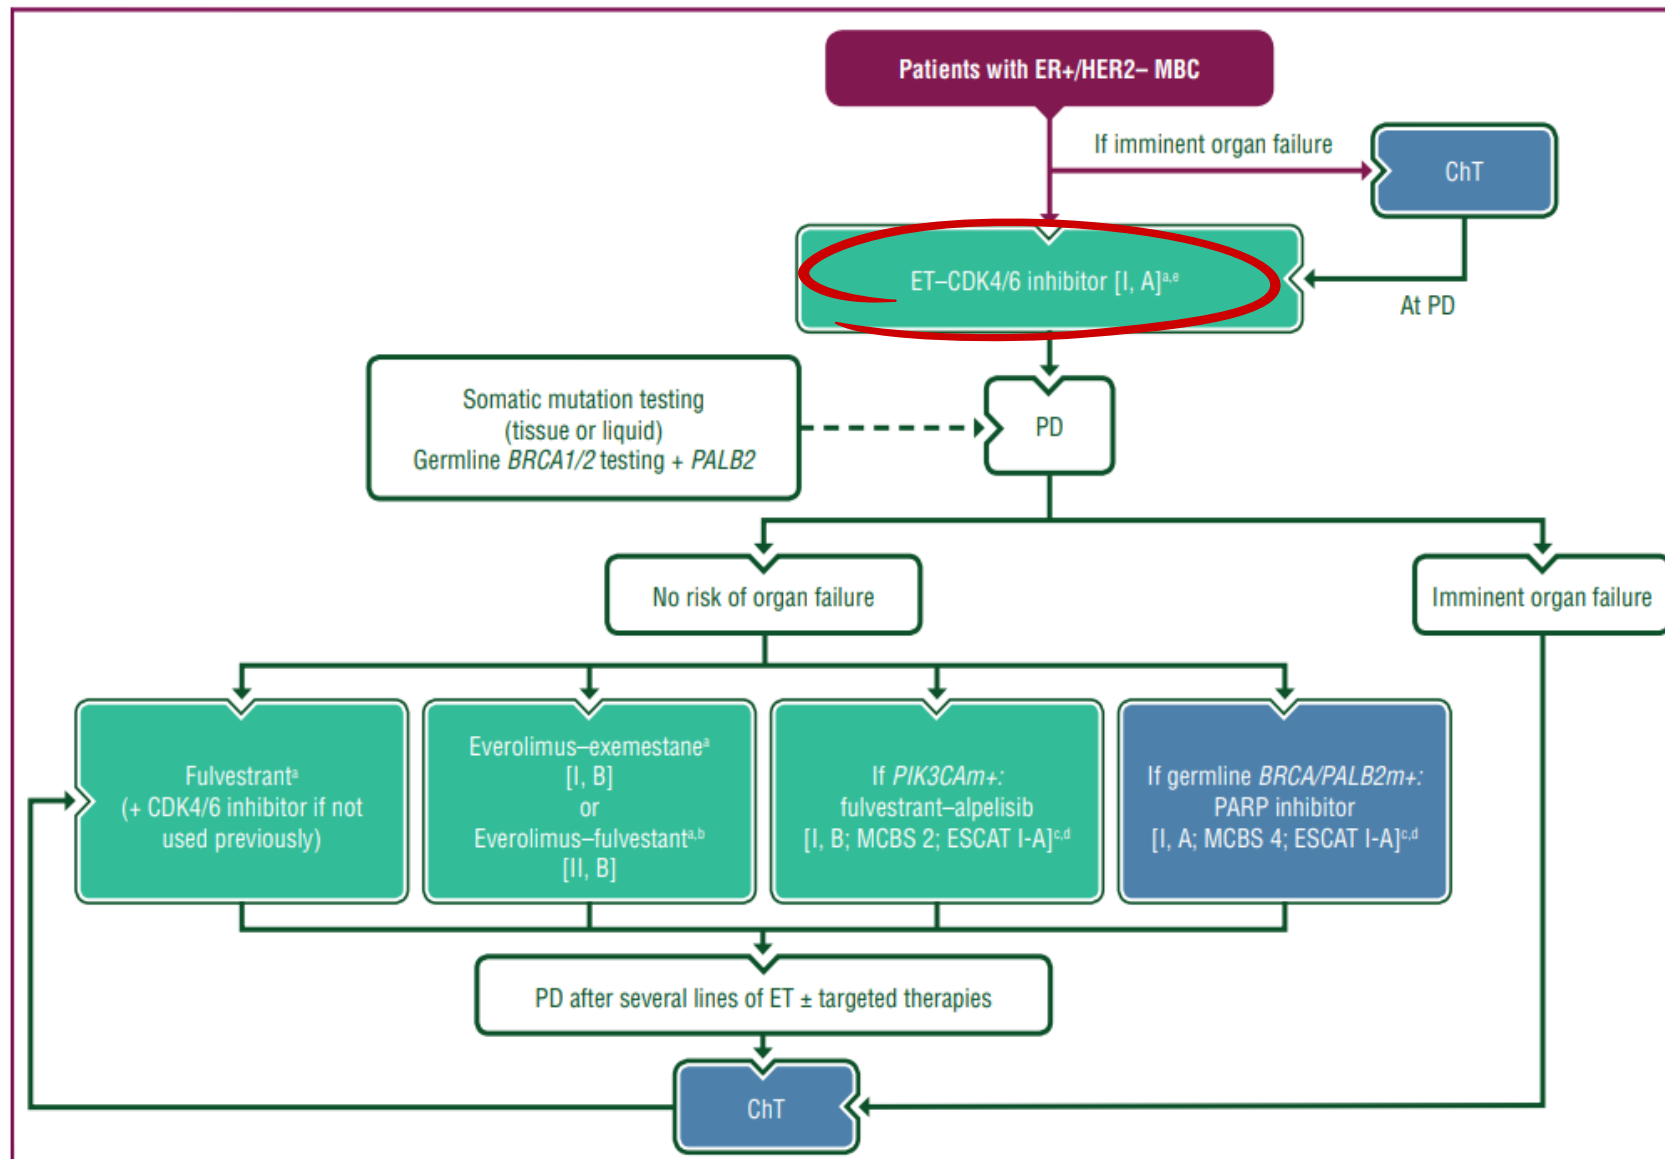 Patients with ER+/HER2– MBC
If imminent organ failure
ChT
ET–CDK4/6 inhibitor [I, A]a,e
At PD
Somatic mutation testing
(tissue or liquid)
Germline BRCA1/2 testing + PALB2
PD
No risk of organ failure
Imminent organ failure
Fulvestranta
(+ CDK4/6 inhibitor if not
used previously)
Everolimus–exemestanea
[I, B]
or
Everolimus–fulvestanta,b
[II, B]
If PIK3CAm+:
fulvestrant–alpelisib
[I, B; MCBS 2; ESCAT I-A]c,d
If germline BRCA/PALB2m+:
PARP inhibitor
[I, A; MCBS 4; ESCAT I-A]c,d
PD after several lines of ET ± targeted therapies
ChT